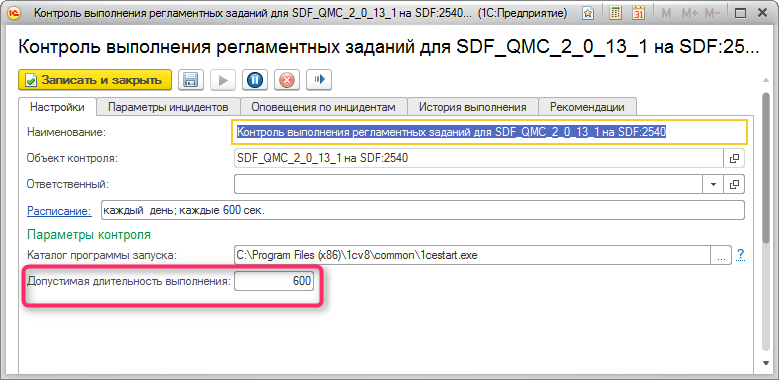 Контроль выполнения регламентных заданий для SDF_QMC_2_0_13_1 на SDF:2540... (1С:Предприятие)
M M+ M-
Контроль выполнения регламентных заданий для SDF_QMC_2_0_13_1 на SDF:25...
Записать и закрыть
Настройки Параметры инцидентов Оповещения по инцидентам История выполнения Рекомендации
Наименование: Контроль выполнения регламентных заданий для SDF_QMC_2_0_13_1 на SDF:2540
Объект контроля: SDF_QMC_2_0_13_1 на SDF:2540
Ответственный:
Расписание: каждый день; каждые 600 сек.
Параметры контроля
Каталог программы запуска: C:\Program Files (x86)\1cv8\common\1cestart.exe ... ?
Допустимая длительность выполнения: 600